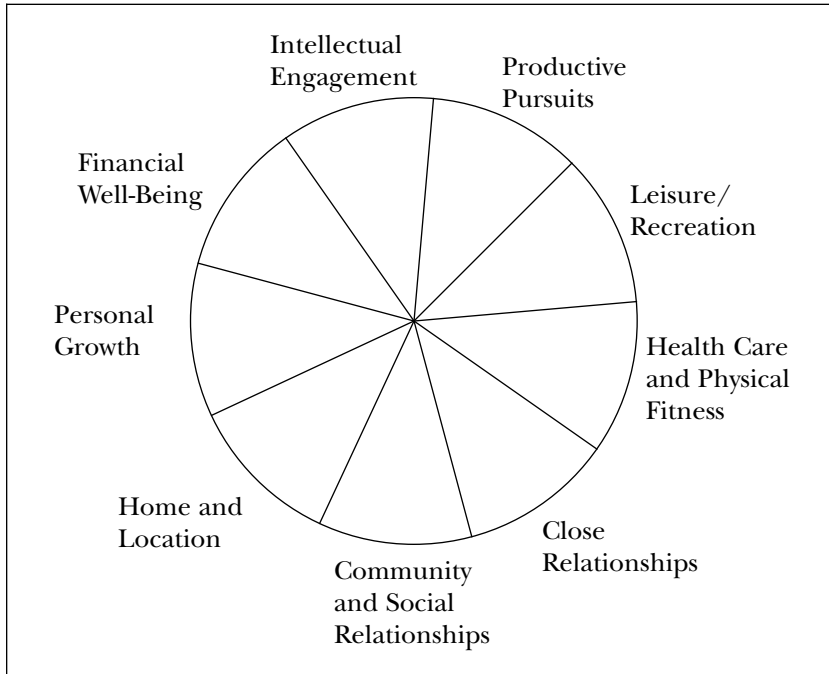 Intellectual
Engagement
Productive
Pursuits
Leisure/
Recreation
Health Care
and Physical
Fitness
Close
Relationships
Community
and Social
Relationships
Home and
Location
Personal
Growth
Financial
Well-Being